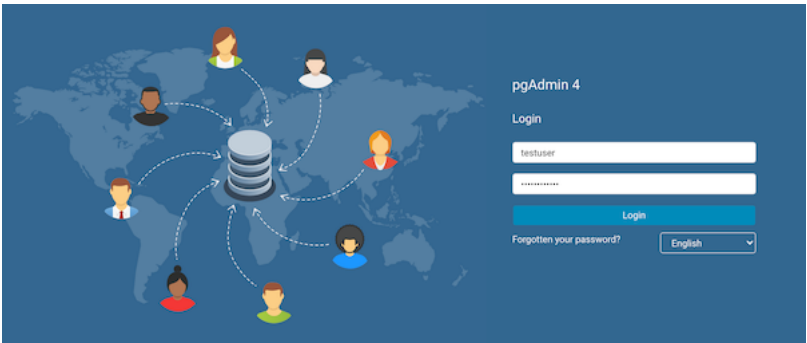 pgAdmin 4
Login
testuser
••••••••••••
Login
Forgotten your password?
English